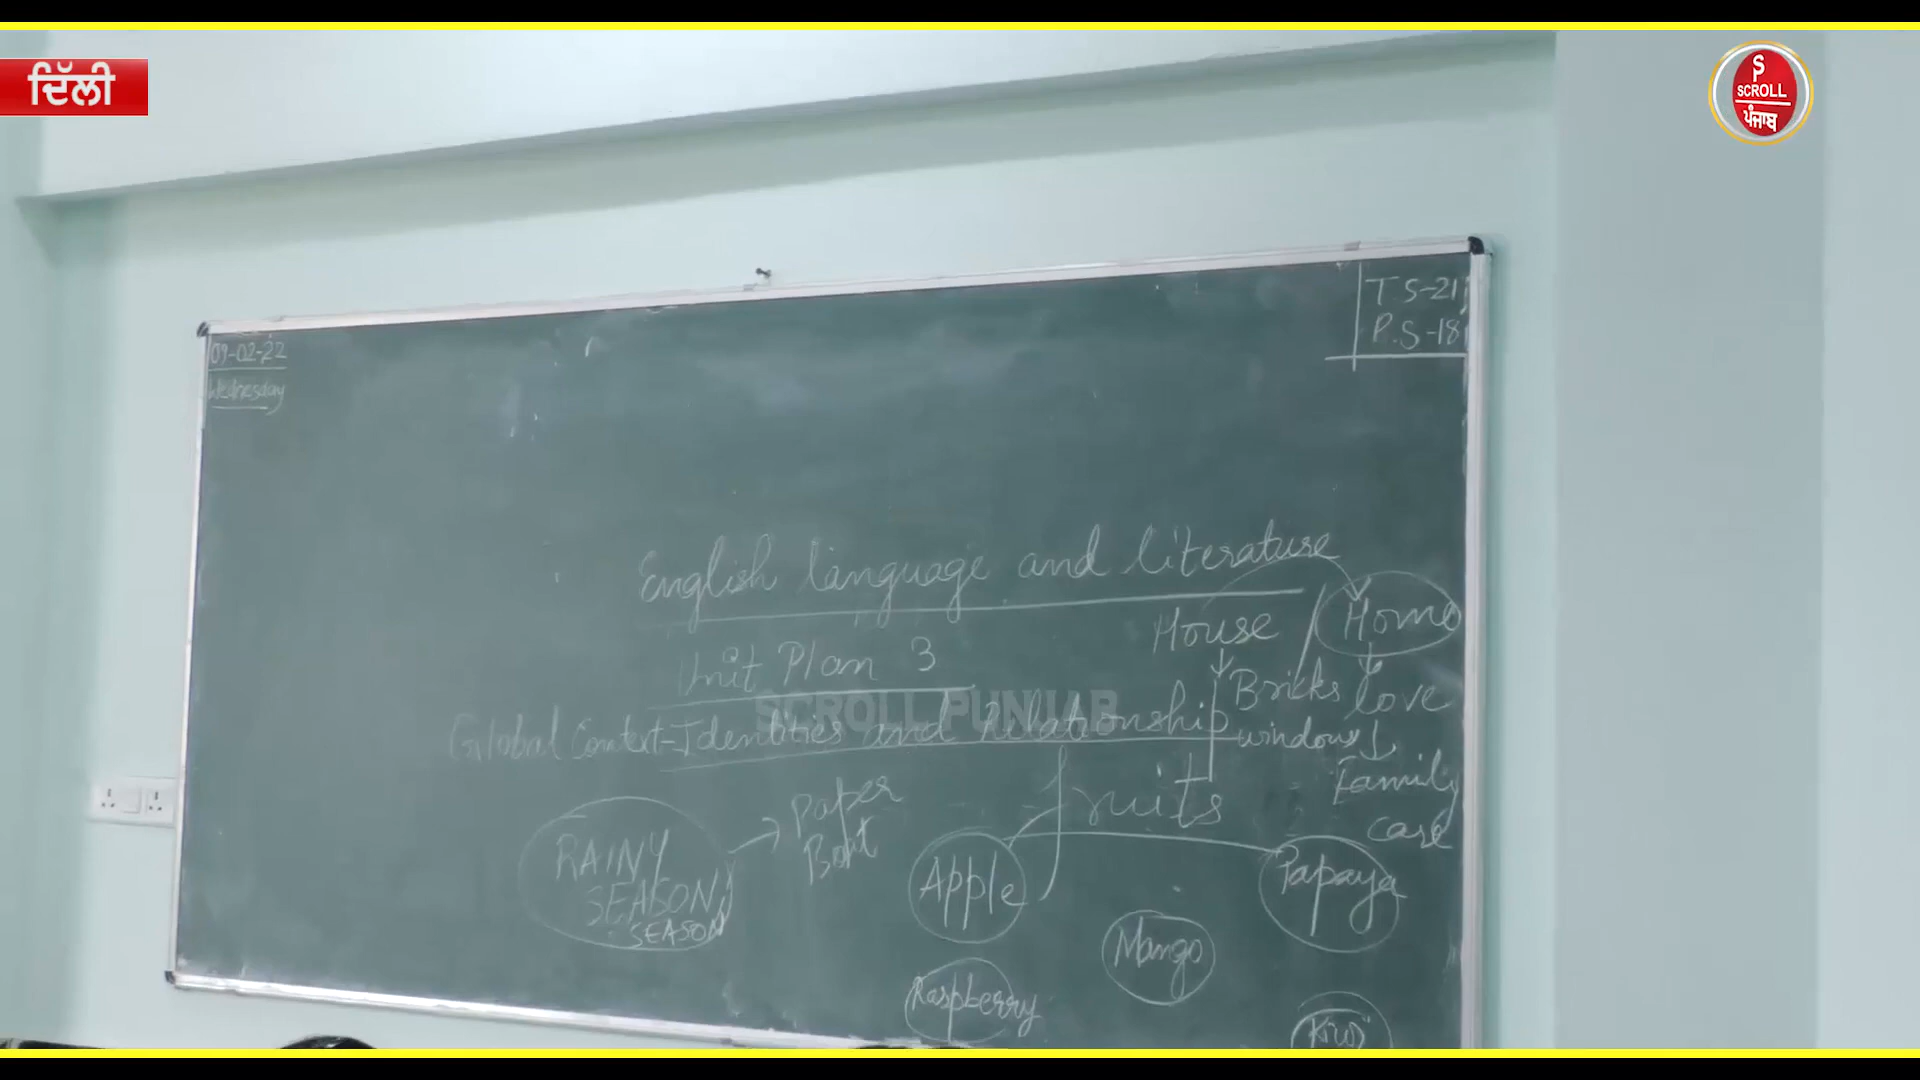 ਦਿੱਲੀ
S
P
SCROLL
ਪੰਜਾਬ
T.S-21
P.S-18
09-02-22
Wednesday
English language and literature
House
Home
Unit Plan 3
Bricks
love
SCROLL PUNJAB
Global Context-Identities and Relationship
windows
Family
care
fruits
Paper
Boat
RAINY
SEASON
SEASON
Apple
Papaya
Mango
Raspberry
Kiwi